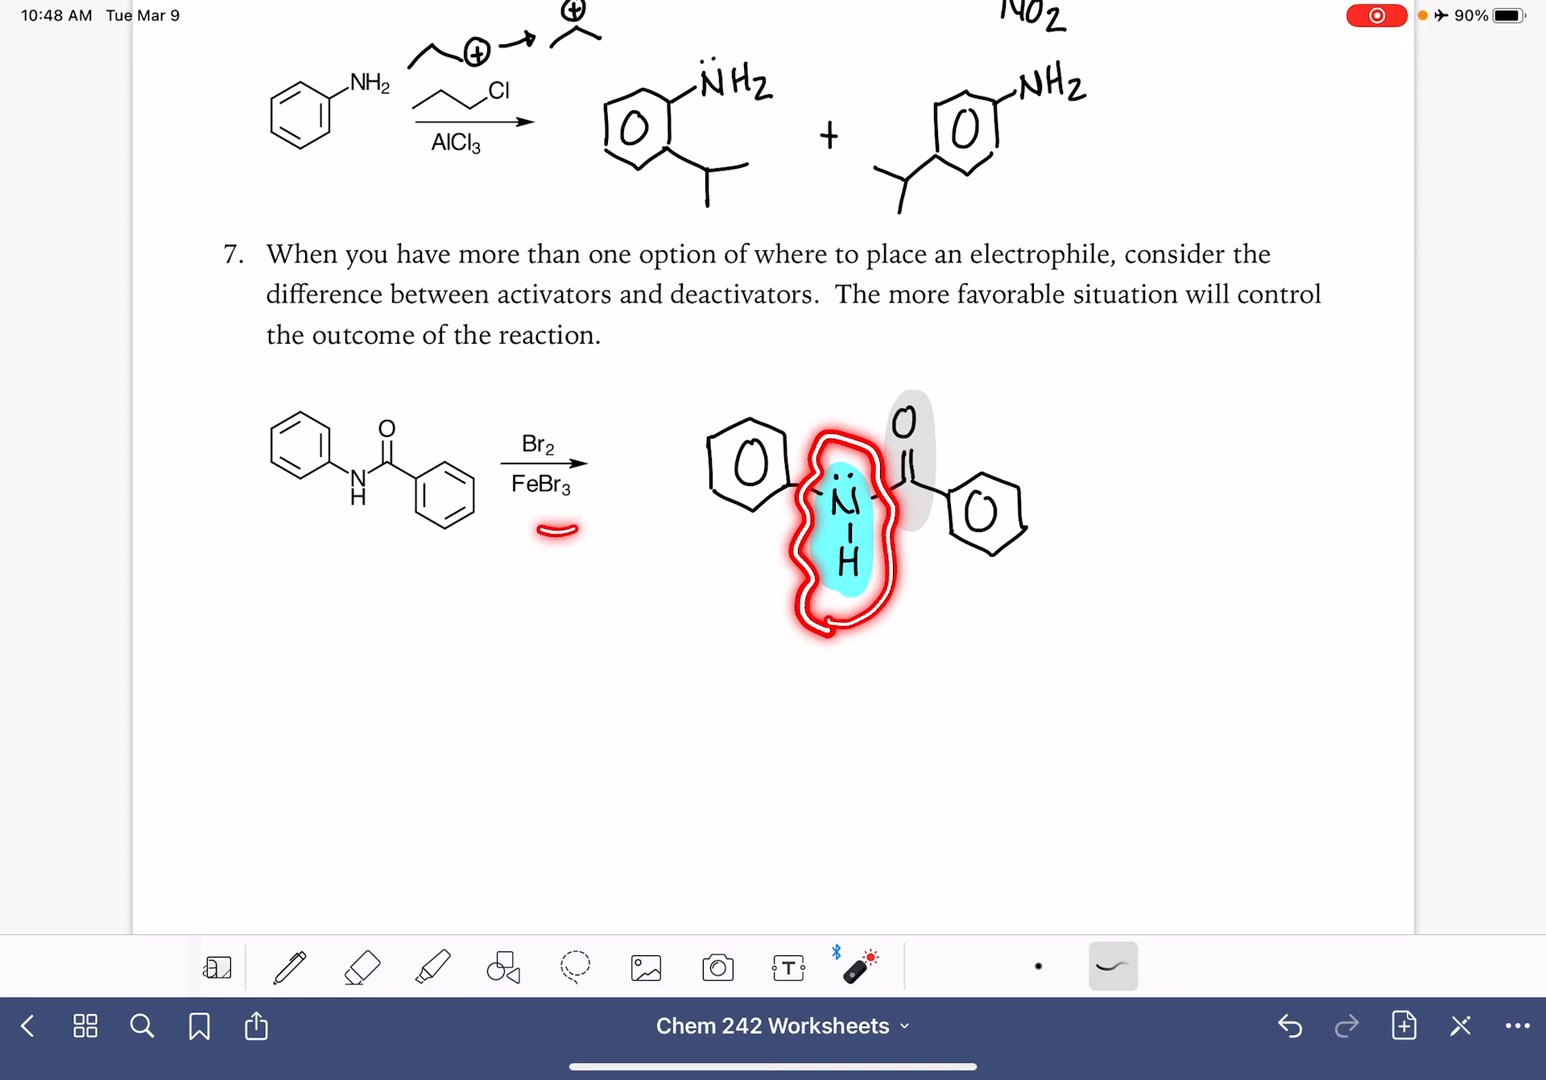 10:48 AM Tue Mar 9
90%
NO2
NH2
Cl
AlCl3
N̈H2
+
NH2
7. When you have more than one option of where to place an electrophile, consider the
difference between activators and deactivators. The more favorable situation will control
the outcome of the reaction.
O
N
H
Br2
FeBr3
O
N
H
Chem 242 Worksheets